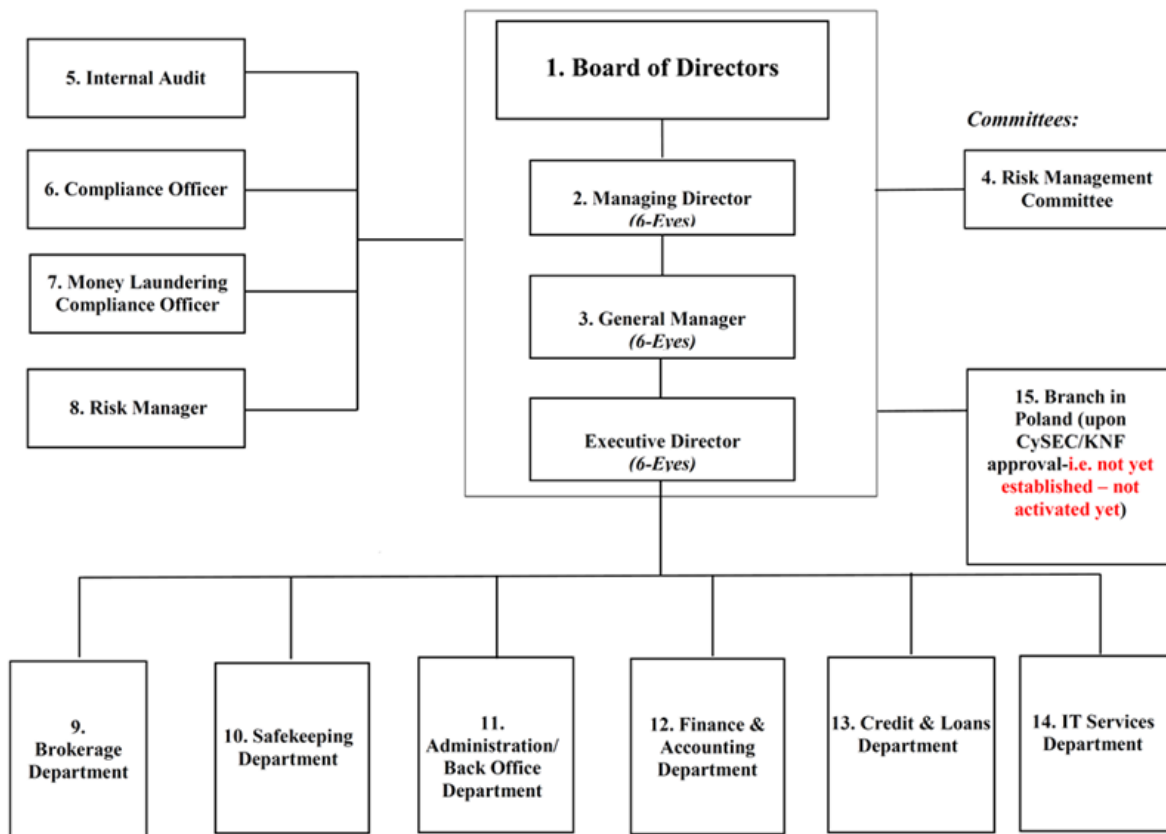 1. Board of Directors
5. Internal Audit
Committees:
6. Compliance Officer
2. Managing Director
(6-Eyes)
4. Risk Management
Committee
7. Money Laundering
Compliance Officer
3. General Manager
(6-Eyes)
8. Risk Manager
Executive Director
(6-Eyes)
15. Branch in
Poland (upon
CySEC/KNF
approval-i.e. not yet
established – not
activated yet)
9.
Brokerage
Department
10. Safekeeping
Department
11.
Administration/
Back Office
Department
12. Finance &
Accounting
Department
13. Credit & Loans
Department
14. IT Services
Department